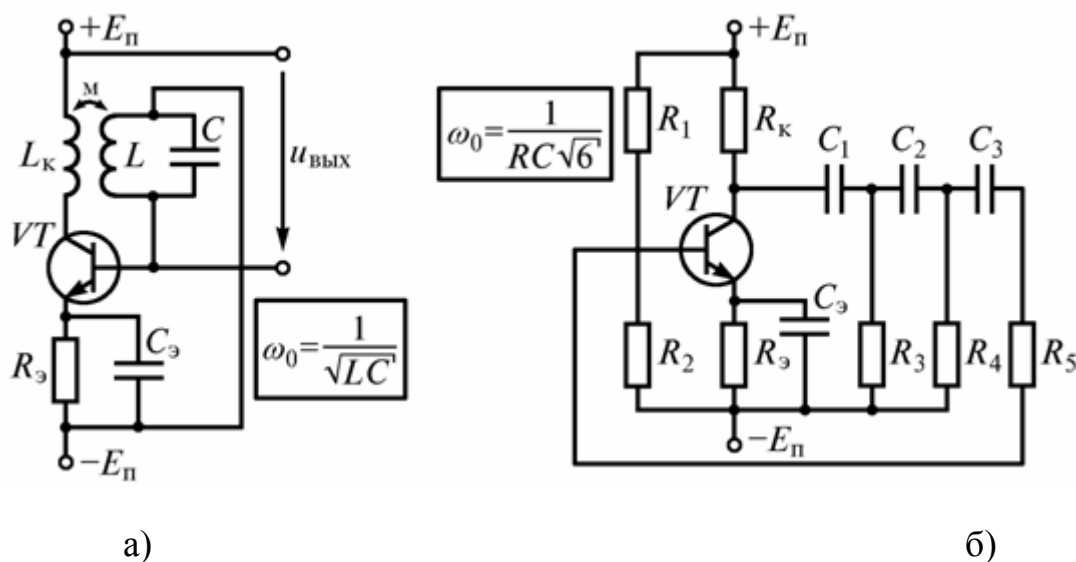 +Eп
м
Lк
L
C
uвых
VT
Rэ
Cэ
ω0=1/√LC
−Eп
а)
+Eп
ω0=1/RC√6
R1
Rк
C1
C2
C3
VT
Cэ
R2
Rэ
R3
R4
R5
−Eп
б)